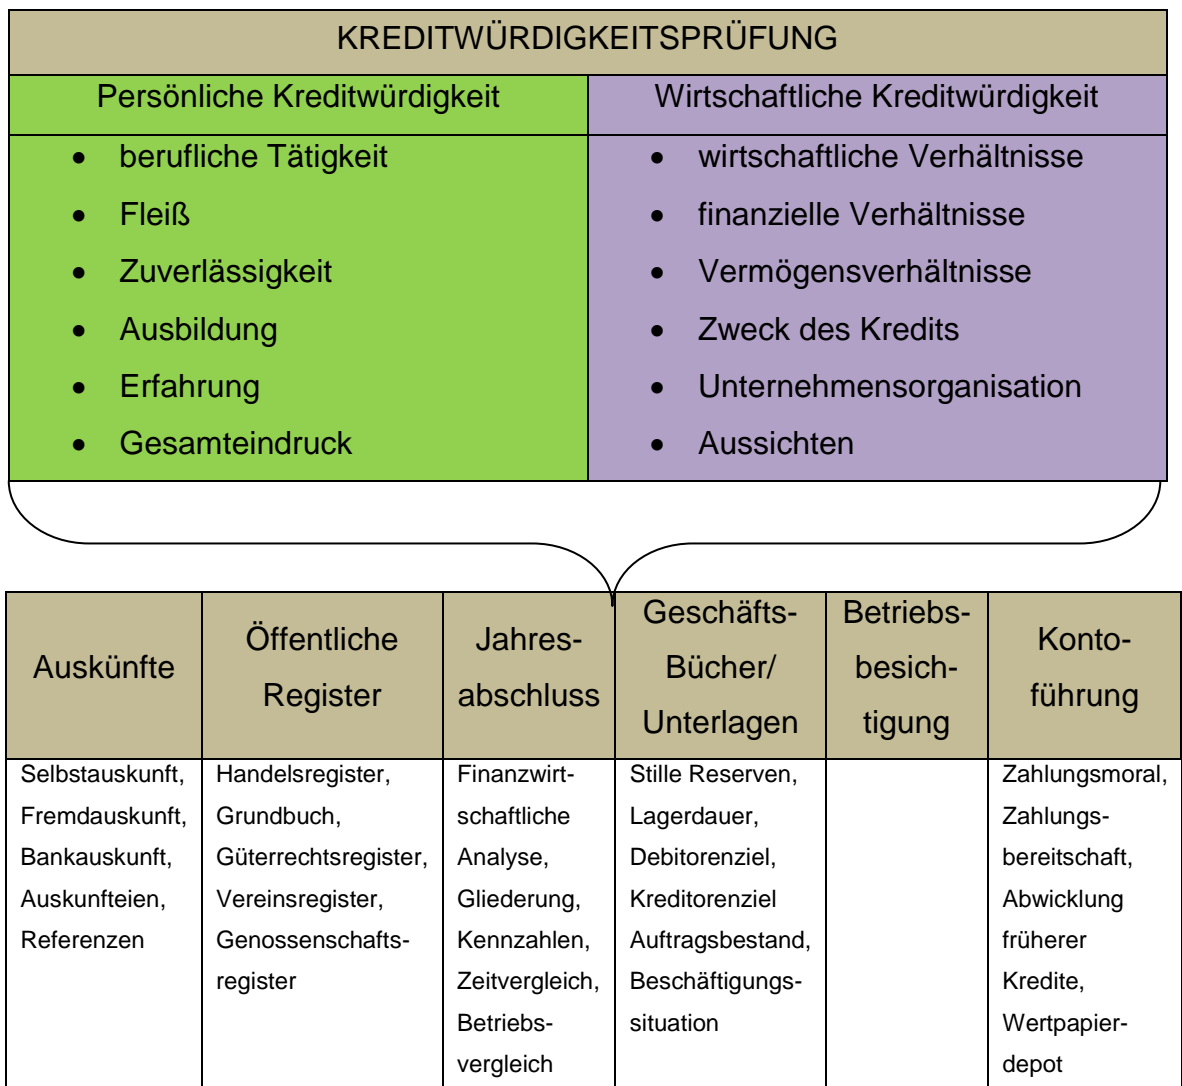 KREDITWÜRDIGKEITSPRÜFUNG
Persönliche Kreditwürdigkeit
• berufliche Tätigkeit
• Fleiß
• Zuverlässigkeit
• Ausbildung
• Erfahrung
• Gesamteindruck
Wirtschaftliche Kreditwürdigkeit
• wirtschaftliche Verhältnisse
• finanzielle Verhältnisse
• Vermögensverhältnisse
• Zweck des Kredits
• Unternehmensorganisation
• Aussichten
Auskünfte
Selbstauskunft,
Fremdauskunft,
Bankauskunft,
Auskunfteien,
Referenzen
Öffentliche
Register
Handelsregister,
Grundbuch,
Güterrechtsregister,
Vereinsregister,
Genossenschafts-
register
Jahres-
abschluss
Finanzwirt-
schaftliche
Analyse,
Gliederung,
Kennzahlen,
Zeitvergleich,
Betriebs-
vergleich
Geschäfts-
Bücher/
Unterlagen
Stille Reserven,
Lagerdauer,
Debitorenziel,
Kreditorenziel
Auftragsbestand,
Beschäftigungs-
situation
Betriebs-
besich-
tigung
Konto-
führung
Zahlungsmoral,
Zahlungs-
bereitschaft,
Abwicklung
früherer
Kredite,
Wertpapier-
depot